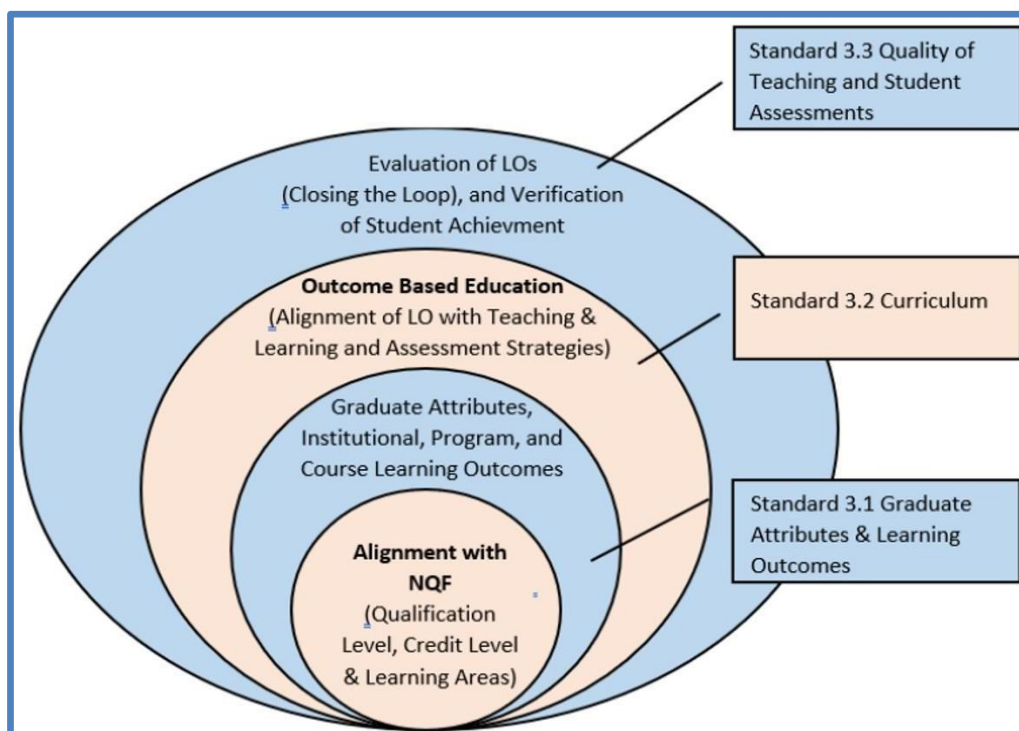 Standard 3.3 Quality of
Teaching and Student
Assessments
Evaluation of LOs
(Closing the Loop), and Verification
of Student Achievment
Outcome Based Education
(Alignment of LO with Teaching &
Learning and Assessment Strategies)
Standard 3.2 Curriculum
Graduate Attributes,
Institutional, Program, and
Course Learning Outcomes
Standard 3.1 Graduate
Attributes & Learning
Outcomes
Alignment with
NQF
(Qualification
Level, Credit Level
& Learning Areas)